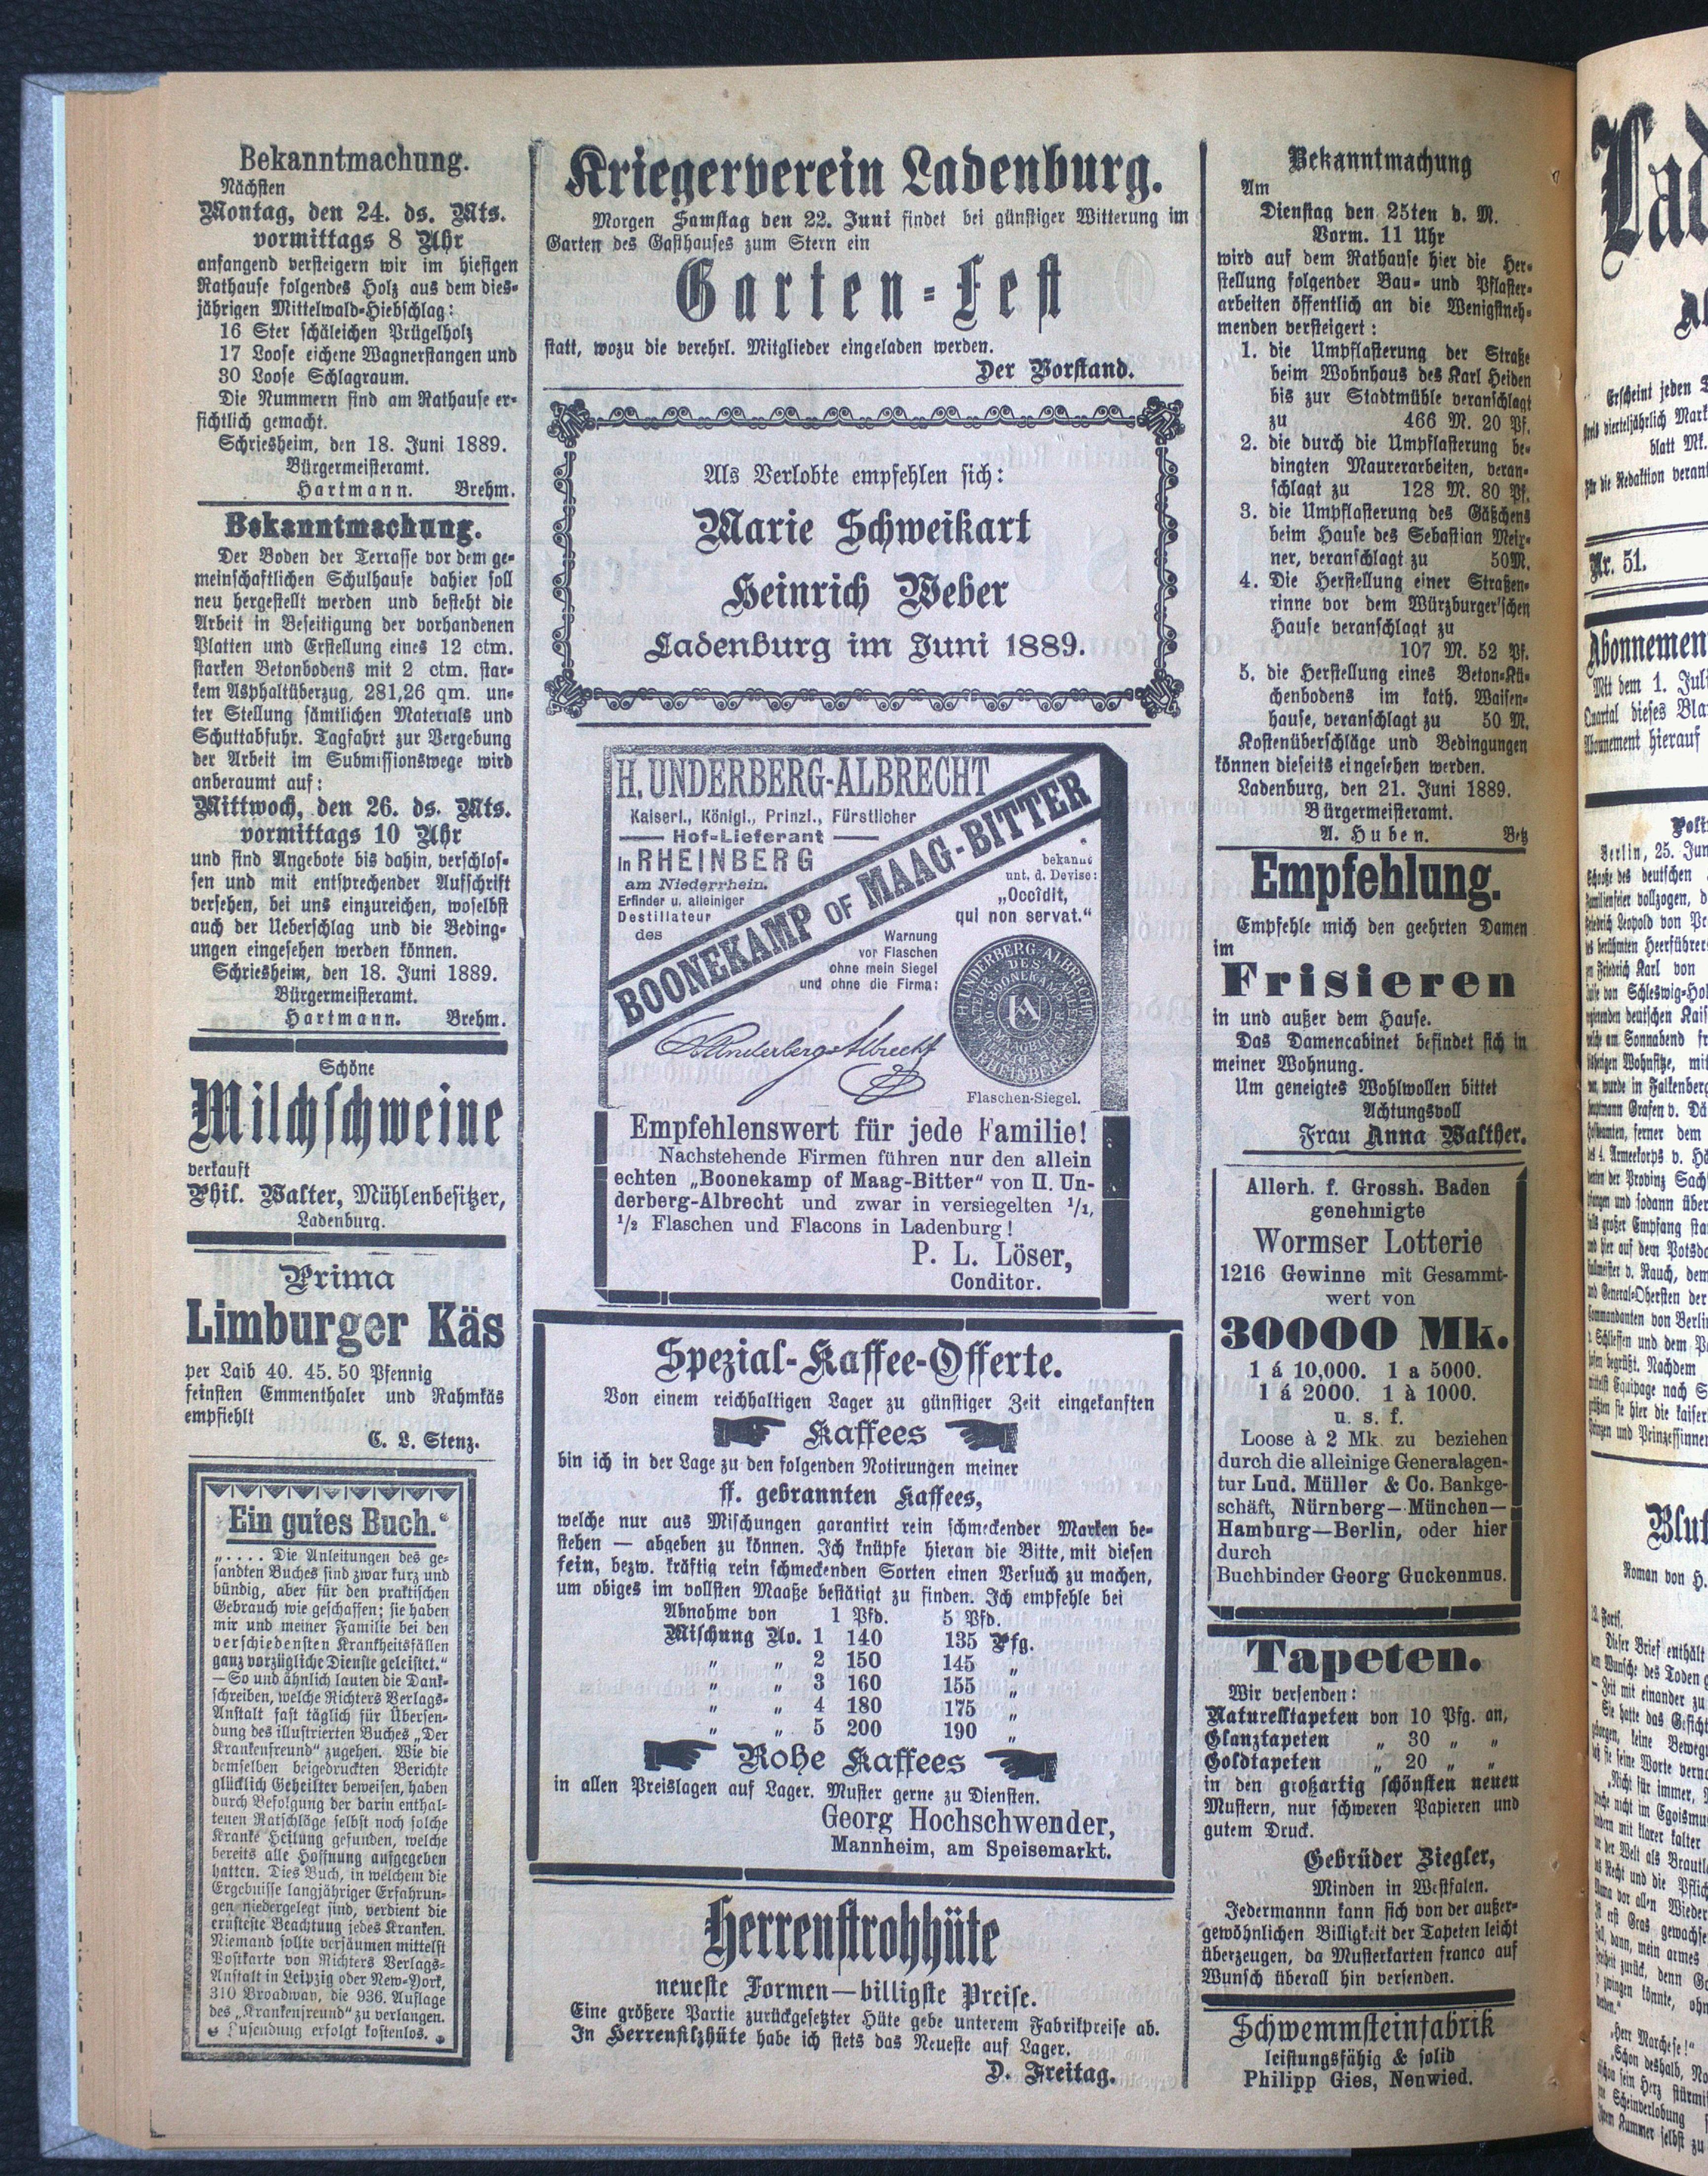 Bekanntmachung.
Nächsten
Montag, den 24. ds. Mts.
vormittags 8 Uhr
anfangend versteigern wir im hiesigen
Rathause folgendes Holz aus dem dies-
jährigen Mittelwald-Hiebschlag:
16 Ster schäleichen Prügelholz
17 Loose eichene Wagnerstangen und
30 Loose Schlagraum.
Die Nummern sind am Rathause er-
sichtlich gemacht.
Schriesheim, den 18. Juni 1889.
Bürgermeisteramt.
Hartmann. Brehm.
Bekanntmachung.
Der Boden der Terrasse vor dem ge-
meinschaftlichen Schulhause dahier soll
neu hergestellt werden und besteht die
Arbeit in Beseitigung der vorhandenen
Platten und Erstellung eines 12 ctm.
starken Betonbodens mit 2 ctm. star-
kem Asphaltüberzug, 281,26 qm. un-
ter Stellung sämtlichen Materials und
Schuttabfuhr. Tagfahrt zur Vergebung
der Arbeit im Submissionswege wird
anberaumt auf:
Mittwoch, den 26. ds. Mts.
vormittags 10 Uhr
und sind Angebote bis dahin, verschlos-
sen und mit entsprechender Aufschrift
versehen, bei uns einzureichen, woselbst
auch der Ueberschlag und die Beding-
ungen eingesehen werden können.
Schriesheim, den 18. Juni 1889.
Bürgermeisteramt.
Hartmann. Brehm.
Schöne
Milchschweine
verkauft
Phil. Walter, Mühlenbesitzer,
Ladenburg.
Prima
Limburger Käs
per Laib 40. 45. 50 Pfennig
feinsten Emmenthaler und Rahmkäs
empfiehlt
C. L. Stenz.
Ein gutes Buch.
„. . . . Die Anleitungen des ge-
sandten Buches sind zwar kurz und
bündig, aber für den praktischen
Gebrauch wie geschaffen; sie haben
mir und meiner Familie bei den
verschiedensten Krankheitsfällen
ganz vorzügliche Dienste geleistet.“
— So und ähnlich lauten die Dank-
schreiben, welche Richters Verlags-
Anstalt fast täglich für Übersen-
dung des illustrierten Buches „Der
Krankenfreund“ zugehen. Wie die
demselben beigedruckten Berichte
glücklich Geheilter beweisen, haben
durch Befolgung der darin enthal-
tenen Ratschläge selbst noch solche
Kranke Heilung gefunden, welche
bereits alle Hoffnung aufgegeben
hatten. Dies Buch, in welchem die
Ergebnisse langjähriger Erfahrun-
gen niedergelegt sind, verdient die
ernsteste Beachtung jedes Kranken.
Niemand sollte versäumen mittelst
Postkarte von Richters Verlags-
Anstalt in Leipzig oder New-York,
310 Broadway, die 936. Auflage
des „Krankenfreund“ zu verlangen.
Zusendung erfolgt kostenlos.
Kriegerverein Ladenburg.
Morgen Samstag den 22. Juni findet bei günstiger Witterung im
Garten des Gasthauses zum Stern ein
Garten-Fest
statt, wozu die verehrl. Mitglieder eingeladen werden.
Der Vorstand.
Als Verlobte empfehlen sich:
Marie Schweikart
Heinrich Weber
Ladenburg im Juni 1889.
H. UNDERBERG-ALBRECHT
Kaiserl., Königl., Prinzl., Fürstlicher
Hof-Lieferant
In RHEINBERG
am Niederrhein.
Erfinder u. alleiniger
Destillateur
des
BOONEKAMP OF MAAG-BITTER
bekannt
unt. d. Devise:
„Occidit,
qui non servat.“
Warnung
vor Flaschen
ohne mein Siegel
und ohne die Firma:
H. Underberg-Albrecht
Flaschen-Siegel.
Empfehlenswert für jede Familie!
Nachstehende Firmen führen nur den allein
echten „Boonekamp of Maag-Bitter“ von H. Un-
derberg-Albrecht und zwar in versiegelten 1/1,
1/2 Flaschen und Flacons in Ladenburg!
P. L. Löser,
Conditor.
Spezial-Kaffee-Offerte.
Von einem reichhaltigen Lager zu günstiger Zeit eingekauften
Kaffees
bin ich in der Lage zu den folgenden Notirungen meiner
ff. gebrannten Kaffees,
welche nur aus Mischungen garantirt rein schmeckender Marken be-
stehen — abgeben zu können. Ich knüpfe hieran die Bitte, mit diesen
fein, bezw. kräftig rein schmeckenden Sorten einen Versuch zu machen,
um obiges im vollsten Maaße bestätigt zu finden. Ich empfehle bei
Abnahme von 1 Pfd. 5 Pfd.
Mischung No. 1 140 135 Pfg.
„ „ 2 150 145 „
„ „ 3 160 155 „
„ „ 4 180 175 „
„ „ 5 200 190 „
Rohe Kaffees
in allen Preislagen auf Lager. Muster gerne zu Diensten.
Georg Hochschwender,
Mannheim, am Speisemarkt.
Herrenstrohhüte
neueste Formen—billigste Preise.
Eine größere Partie zurückgesetzter Hüte gebe unterem Fabrikpreise ab.
In Herrenfilzhüte habe ich stets das Neueste auf Lager.
D. Freitag.
Bekanntmachung
Am
Dienstag den 25ten d. M.
Vorm. 11 Uhr
wird auf dem Rathause hier die Her-
stellung folgender Bau- und Pflaster-
arbeiten öffentlich an die Wenigstneh-
menden versteigert:
1. die Umpflasterung der Straße
beim Wohnhaus des Karl Heiden
bis zur Stadtmühle veranschlagt
zu 466 M. 20 Pf.
2. die durch die Umpflasterung be-
dingten Maurerarbeiten, veran-
schlagt zu 128 M. 80 Pf.
3. die Umpflasterung des Gäßchens
beim Hause des Sebastian Meix-
ner, veranschlagt zu 50M.
4. Die Herstellung einer Straßen-
rinne vor dem Würzburger'schen
Hause veranschlagt zu
107 M. 52 Pf.
5. die Herstellung eines Beton-Kü-
chenbodens im kath. Waisen-
hause, veranschlagt zu 50 M.
Kostenüberschläge und Bedingungen
können dieseits eingesehen werden.
Ladenburg, den 21. Juni 1889.
Bürgermeisteramt.
A. Huben. Betz
Empfehlung.
Empfehle mich den geehrten Damen
im
Frisieren
in und außer dem Hause.
Das Damencabinet befindet sich in
meiner Wohnung.
Um geneigtes Wohlwollen bittet
Achtungsvoll
Frau Anna Walther.
Allerh. f. Grossh. Baden
genehmigte
Wormser Lotterie
1216 Gewinne mit Gesammt-
wert von
30000 Mk.
1 á 10,000. 1 a 5000.
1 á 2000. 1 à 1000.
u. s. f.
Loose à 2 Mk. zu beziehen
durch die alleinige Generalagen-
tur Lud. Müller & Co. Bankge-
schäft, Nürnberg—München—
Hamburg—Berlin, oder hier
durch
Buchbinder Georg Guckenmus.
Tapeten.
Wir versenden:
Naturelltapeten von 10 Pfg. an,
Glanztapeten „ 30 „ „
Goldtapeten „ 20 „ „
in den großartig schönsten neuen
Mustern, nur schweren Papieren und
gutem Druck.
Gebrüder Ziegler,
Minden in Westfalen.
Jedermannn kann sich von der außer-
gewöhnlichen Billigkeit der Tapeten leicht
überzeugen, da Musterkarten franco auf
Wunsch überall hin versenden.
Schwemmsteinfabrik
leistungsfähig & solid
Philipp Gies, Neuwied.
Erscheint jeden
vierteljährlich Mark
blatt Mk.
für die Redaktion
Nr. 51.
Mit dem 1. Juli
Quartal dieses
Abonnement hierauf
Berlin, 25. Jun
Roman von H.